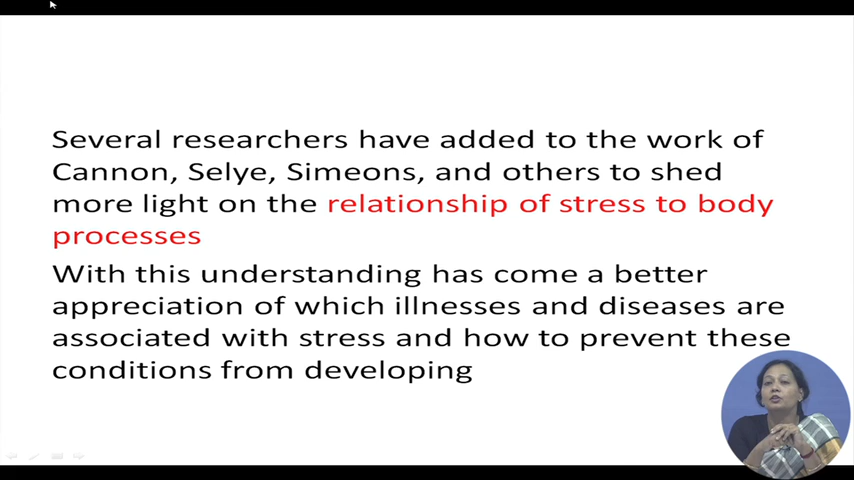 Several researchers have added to the work of
Cannon, Selye, Simeons, and others to shed
more light on the relationship of stress to body
processes
With this understanding has come a better
appreciation of which illnesses and diseases are
associated with stress and how to prevent these
conditions from developing